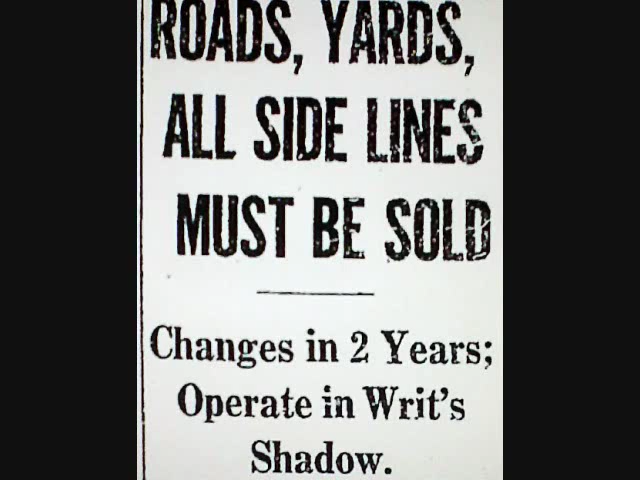 ROADS, YARDS,
ALL SIDE LINES
MUST BE SOLD
Changes in 2 Years;
Operate in Writ's
Shadow.